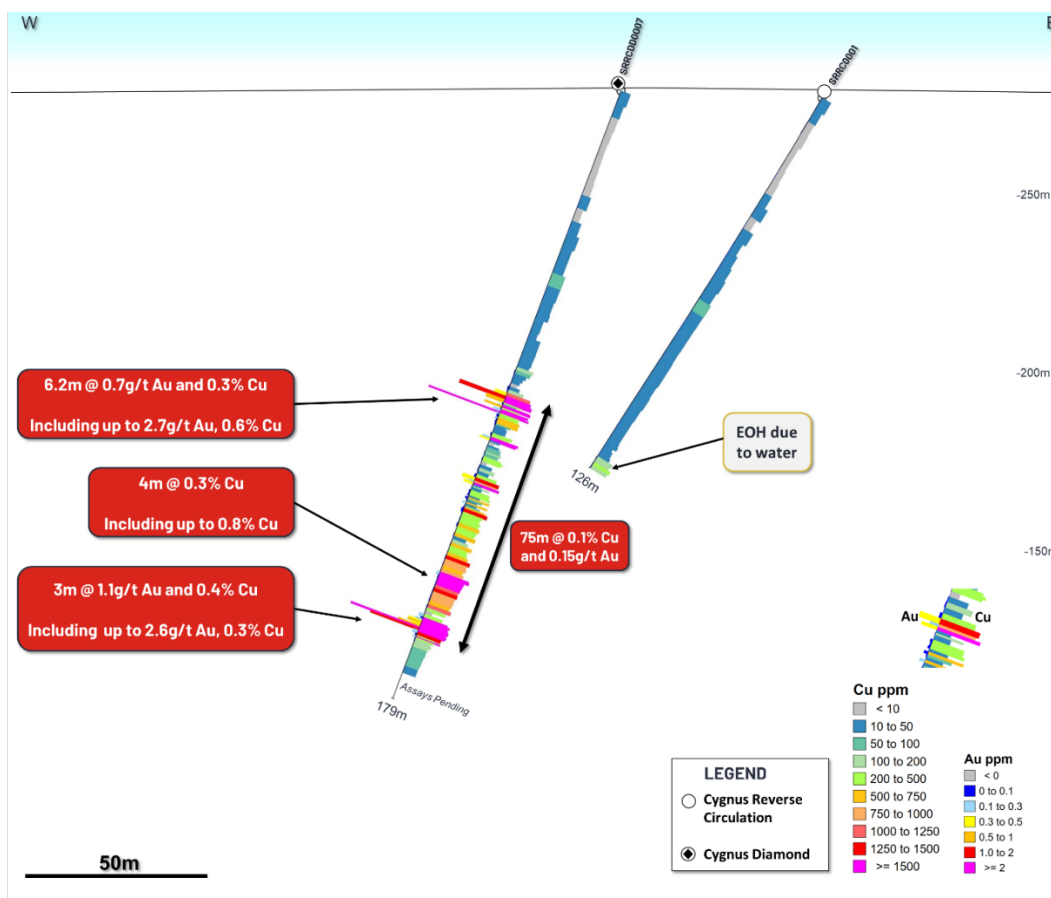 W
E
SRRCDD0007
SRRC0001
-250m
-200m
-150m
6.2m @ 0.7g/t Au and 0.3% Cu
Including up to 2.7g/t Au, 0.6% Cu
4m @ 0.3% Cu
Including up to 0.8% Cu
3m @ 1.1g/t Au and 0.4% Cu
Including up to 2.6g/t Au, 0.3% Cu
75m @ 0.1% Cu
and 0.15g/t Au
EOH due
to water
126m
Assays Pending
179m
Au
Cu
Cu ppm
< 10
10 to 50
50 to 100
100 to 200
200 to 500
500 to 750
750 to 1000
1000 to 1250
1250 to 1500
>= 1500
Au ppm
< 0
0 to 0.1
0.1 to 0.3
0.3 to 0.5
0.5 to 1
1.0 to 2
>= 2
LEGEND
Cygnus Reverse
Circulation
Cygnus Diamond
50m